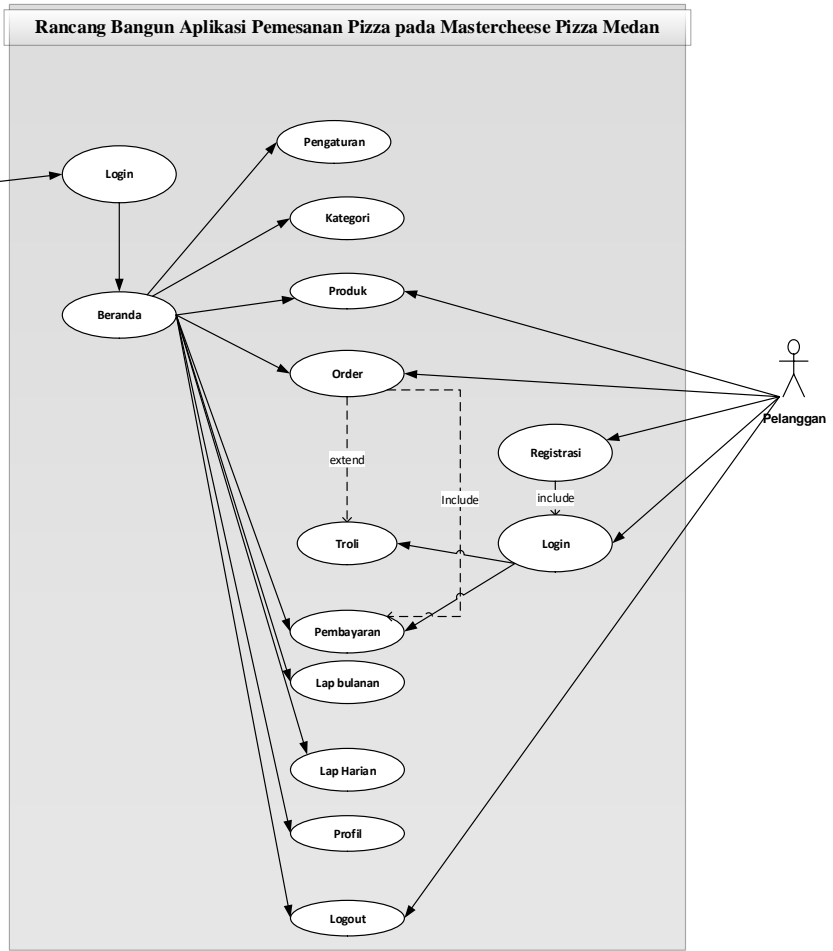 Rancang Bangun Aplikasi Pemesanan Pizza pada Mastercheese Pizza Medan
Pengaturan
Login
Kategori
Produk
Beranda
Order
Pelanggan
Registrasi
extend
Include
include
Troli
Login
Pembayaran
Lap bulanan
Lap Harian
Profil
Logout